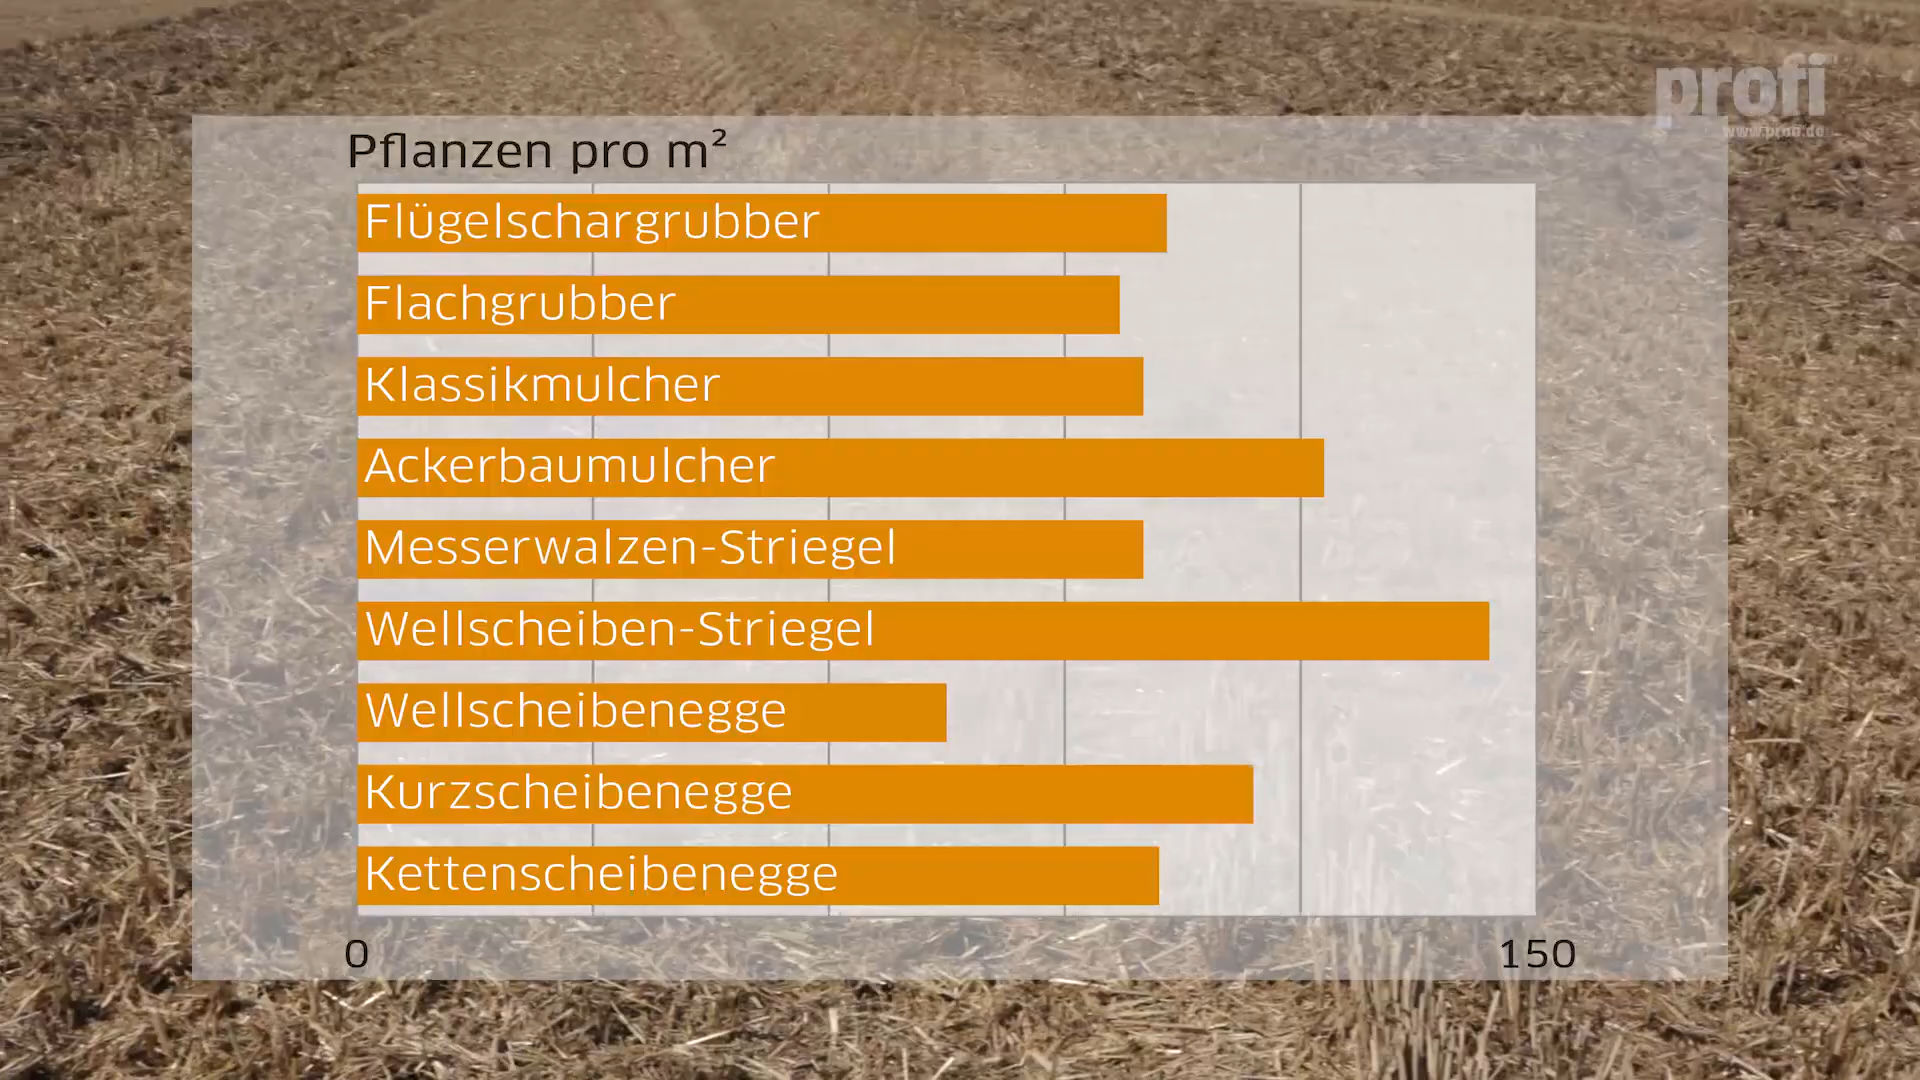 profi
www.profi.de
Pflanzen pro m²
Flügelschargrubber
Flachgrubber
Klassikmulcher
Ackerbaumulcher
Messerwalzen-Striegel
Wellscheiben-Striegel
Wellscheibenegge
Kurzscheibenegge
Kettenscheibenegge
0 150